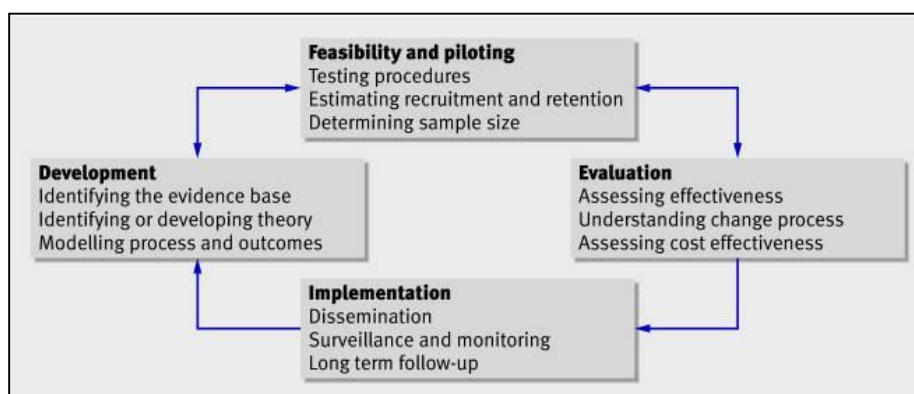 Feasibility and piloting
Testing procedures
Estimating recruitment and retention
Determining sample size
Development
Identifying the evidence base
Identifying or developing theory
Modelling process and outcomes
Evaluation
Assessing effectiveness
Understanding change process
Assessing cost effectiveness
Implementation
Dissemination
Surveillance and monitoring
Long term follow-up